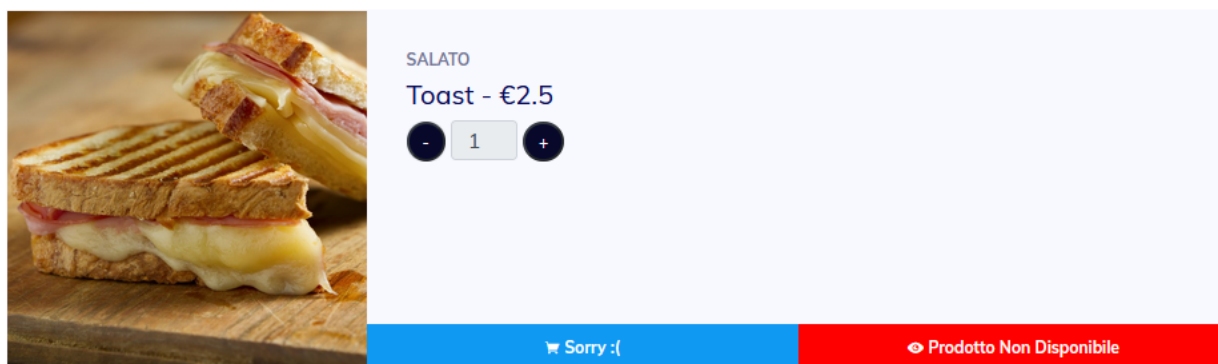 SALATO
Toast - €2.5
- 1 +
Sorry :(
Prodotto Non Disponibile